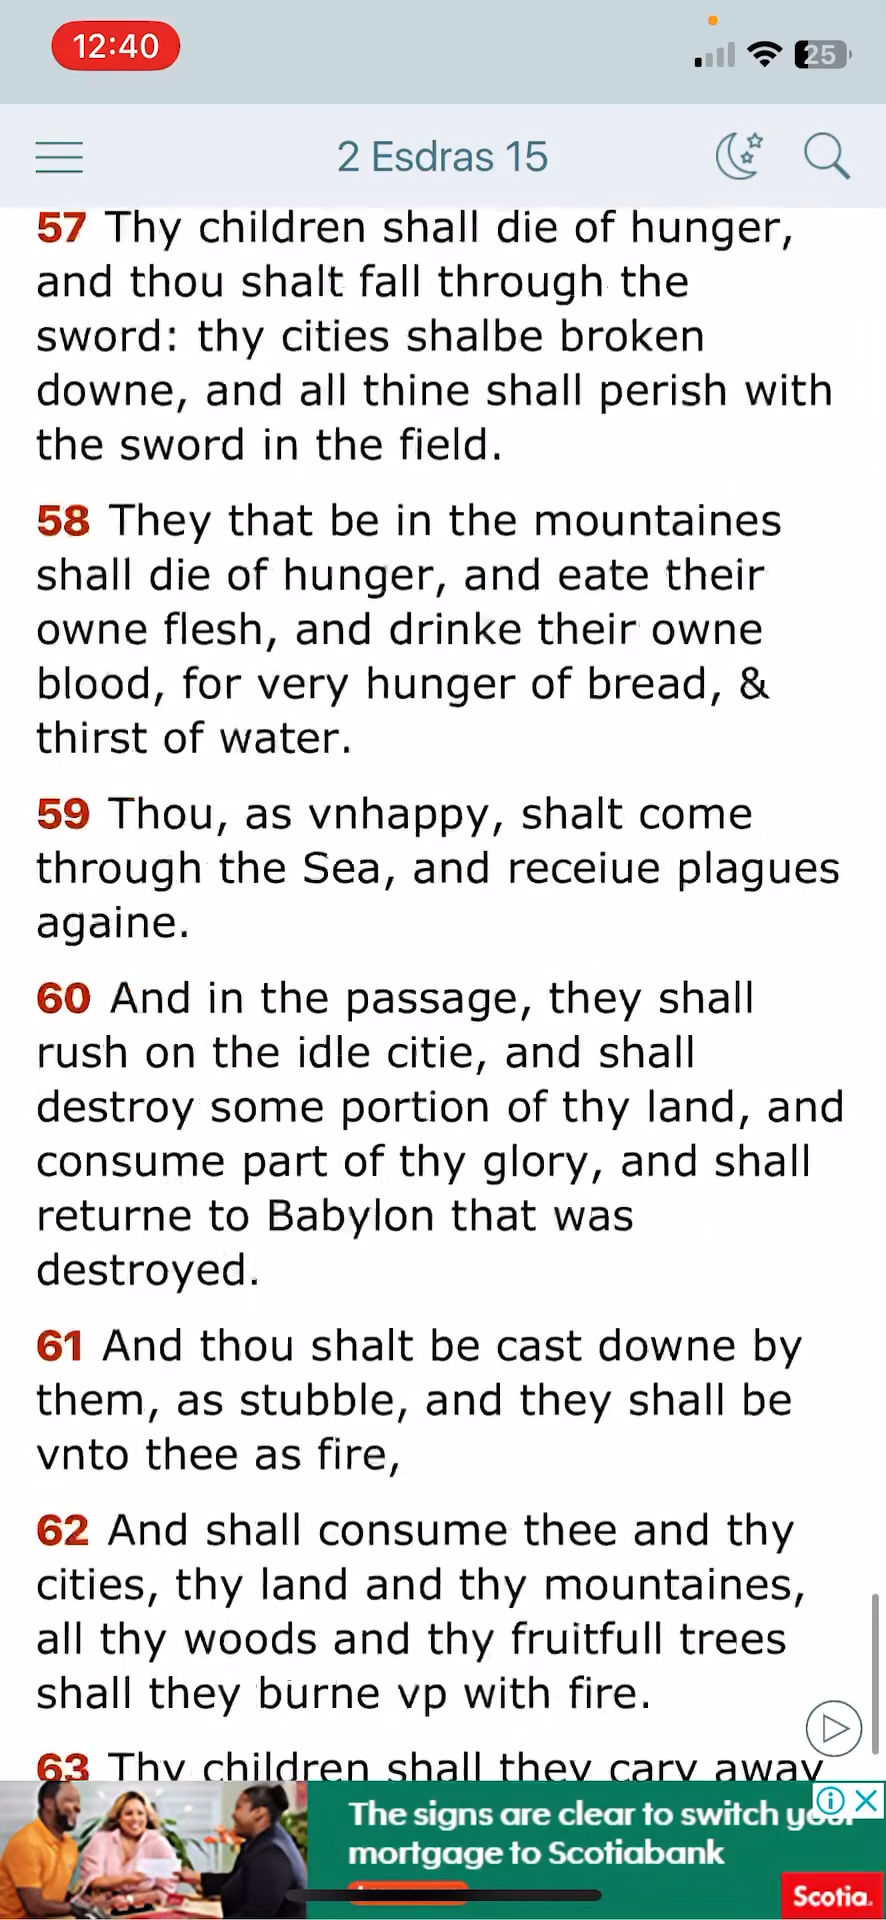 12:40
25
2 Esdras 15
57 Thy children shall die of hunger,
and thou shalt fall through the
sword: thy cities shalbe broken
downe, and all thine shall perish with
the sword in the field.
58 They that be in the mountaines
shall die of hunger, and eate their
owne flesh, and drinke their owne
blood, for very hunger of bread, &
thirst of water.
59 Thou, as vnhappy, shalt come
through the Sea, and receiue plagues
againe.
60 And in the passage, they shall
rush on the idle citie, and shall
destroy some portion of thy land, and
consume part of thy glory, and shall
returne to Babylon that was
destroyed.
61 And thou shalt be cast downe by
them, as stubble, and they shall be
vnto thee as fire,
62 And shall consume thee and thy
cities, thy land and thy mountaines,
all thy woods and thy fruitfull trees
shall they burne vp with fire.
63 Thy children shall they cary away
The signs are clear to switch your
mortgage to Scotiabank
Scotia.